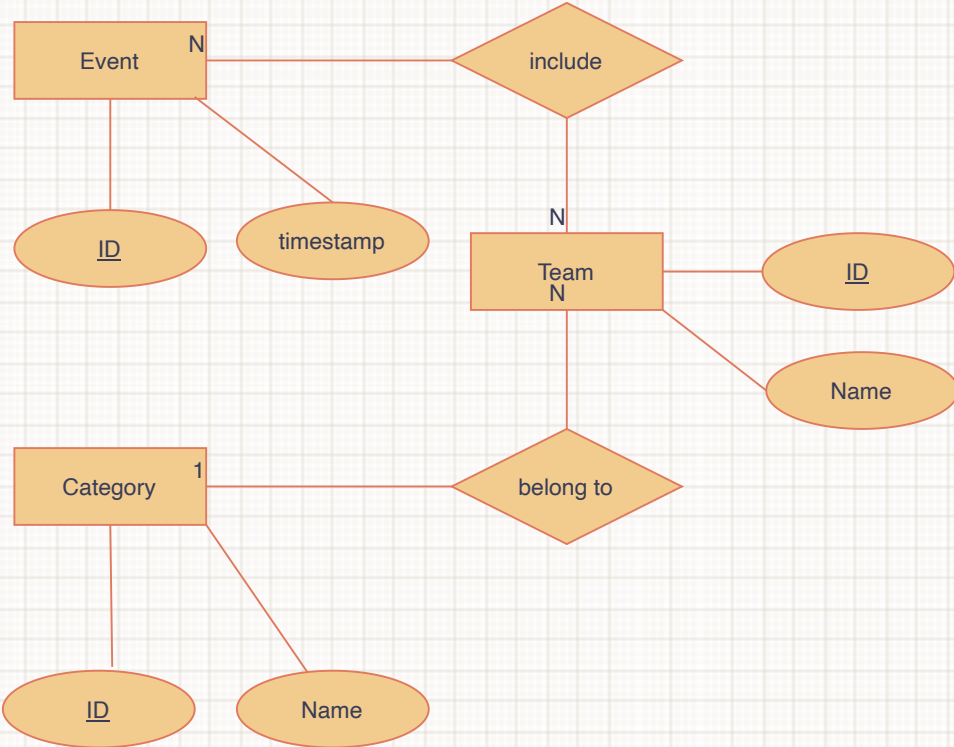 Event
N
include
ID
timestamp
N
Team
N
ID
Name
Category
1
belong to
ID
Name